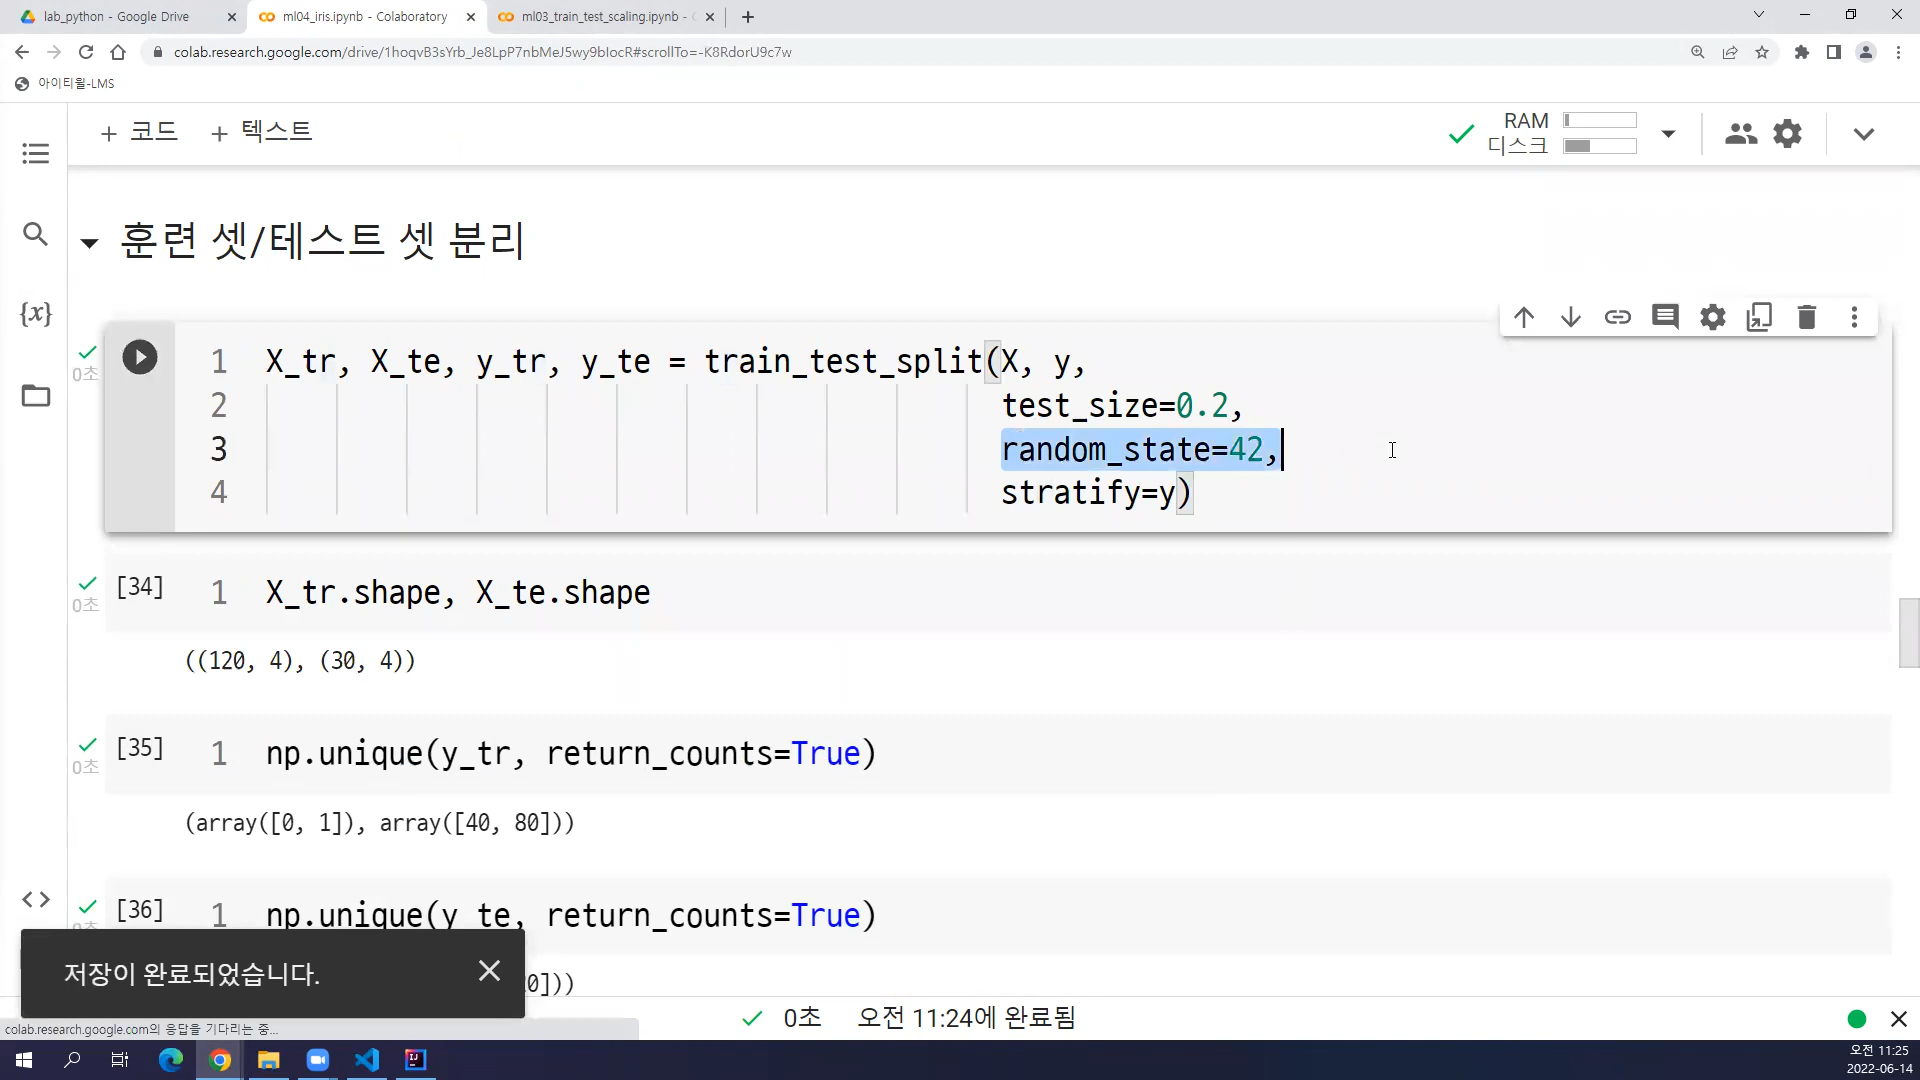 lab_python - Google Drive
ml04_iris.ipynb - Colaboratory
ml03_train_test_scaling.ipynb -
colab.research.google.com/drive/1hoqvB3sYrb_Je8LpP7nbMeJ5wy9bIocR#scrollTo=-K8RdorU9c7w
아이티윌-LMS
+ 코드 + 텍스트
RAM
디스크
훈련 셋/테스트 셋 분리
{x}
0초
1 X_tr, X_te, y_tr, y_te = train_test_split(X, y,
2 test_size=0.2,
3 random_state=42,
4 stratify=y)
[34] 1 X_tr.shape, X_te.shape
0초
((120, 4), (30, 4))
[35] 1 np.unique(y_tr, return_counts=True)
0초
(array([0, 1]), array([40, 80]))
[36] 1 np.unique(y_te, return_counts=True)
0]))
저장이 완료되었습니다.
0초 오전 11:24에 완료됨
colab.research.google.com의 응답을 기다리는 중...
오전 11:25
2022-06-14